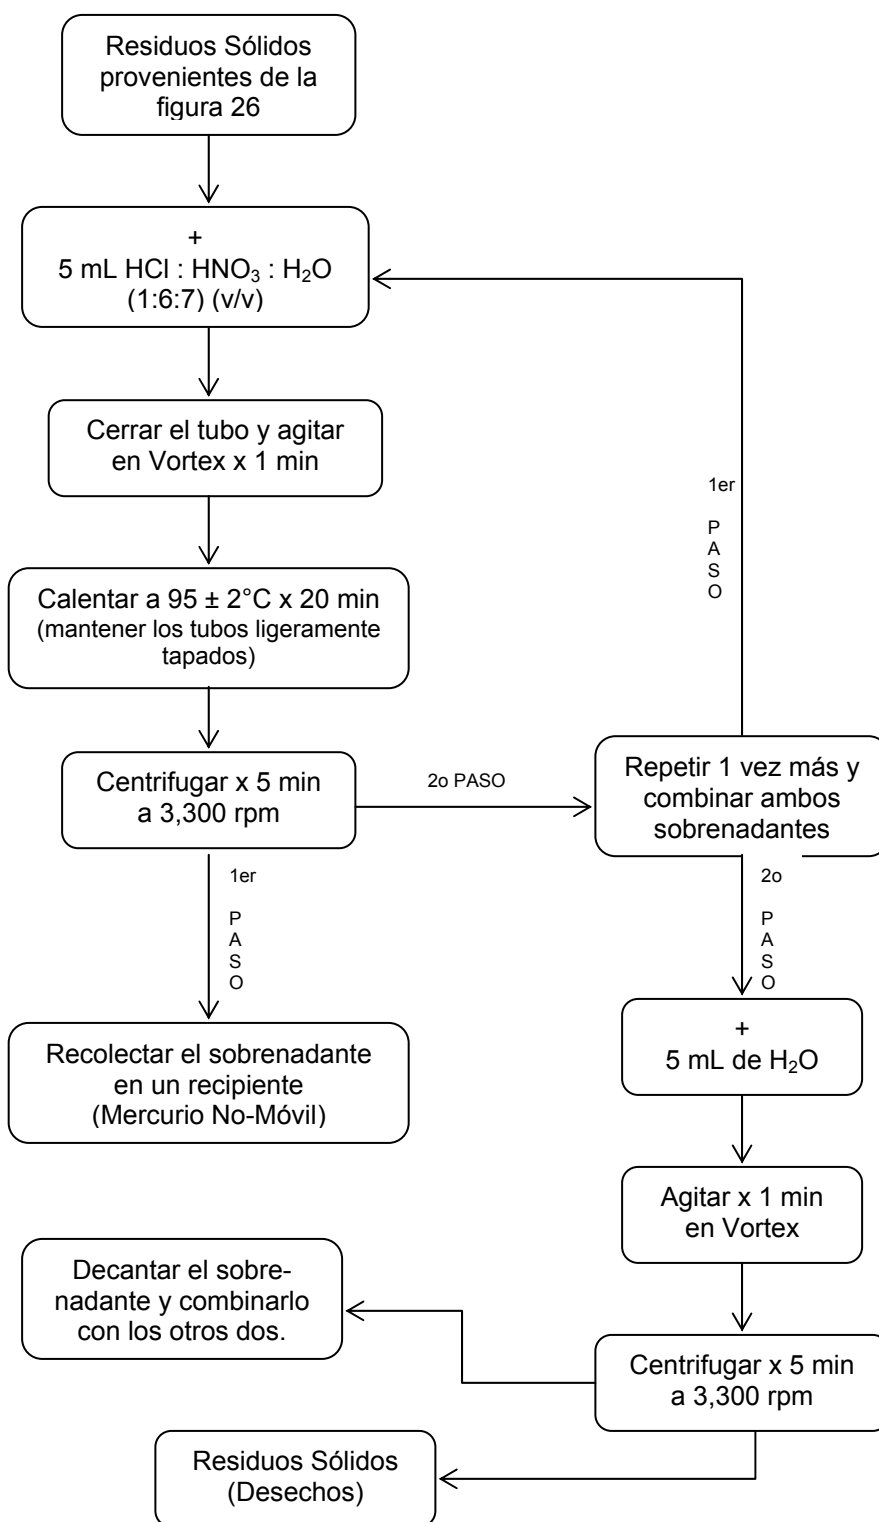 Residuos Sólidos
provenientes de la
figura 26
+
5 mL HCl : HNO₃ : H₂O
(1:6:7) (v/v)
Cerrar el tubo y agitar
en Vortex x 1 min
1er
P
A
S
O
Calentar a 95 ± 2°C x 20 min
(mantener los tubos ligeramente
tapados)
Centrifugar x 5 min
a 3,300 rpm
2o PASO
Repetir 1 vez más y
combinar ambos
sobrenadantes
1er
P
A
S
O
2o
P
A
S
O
Recolectar el sobrenadante
en un recipiente
(Mercurio No-Móvil)
+
5 mL de H₂O
Agitar x 1 min
en Vortex
Decantar el sobre-
nadante y combinarlo
con los otros dos.
Centrifugar x 5 min
a 3,300 rpm
Residuos Sólidos
(Desechos)